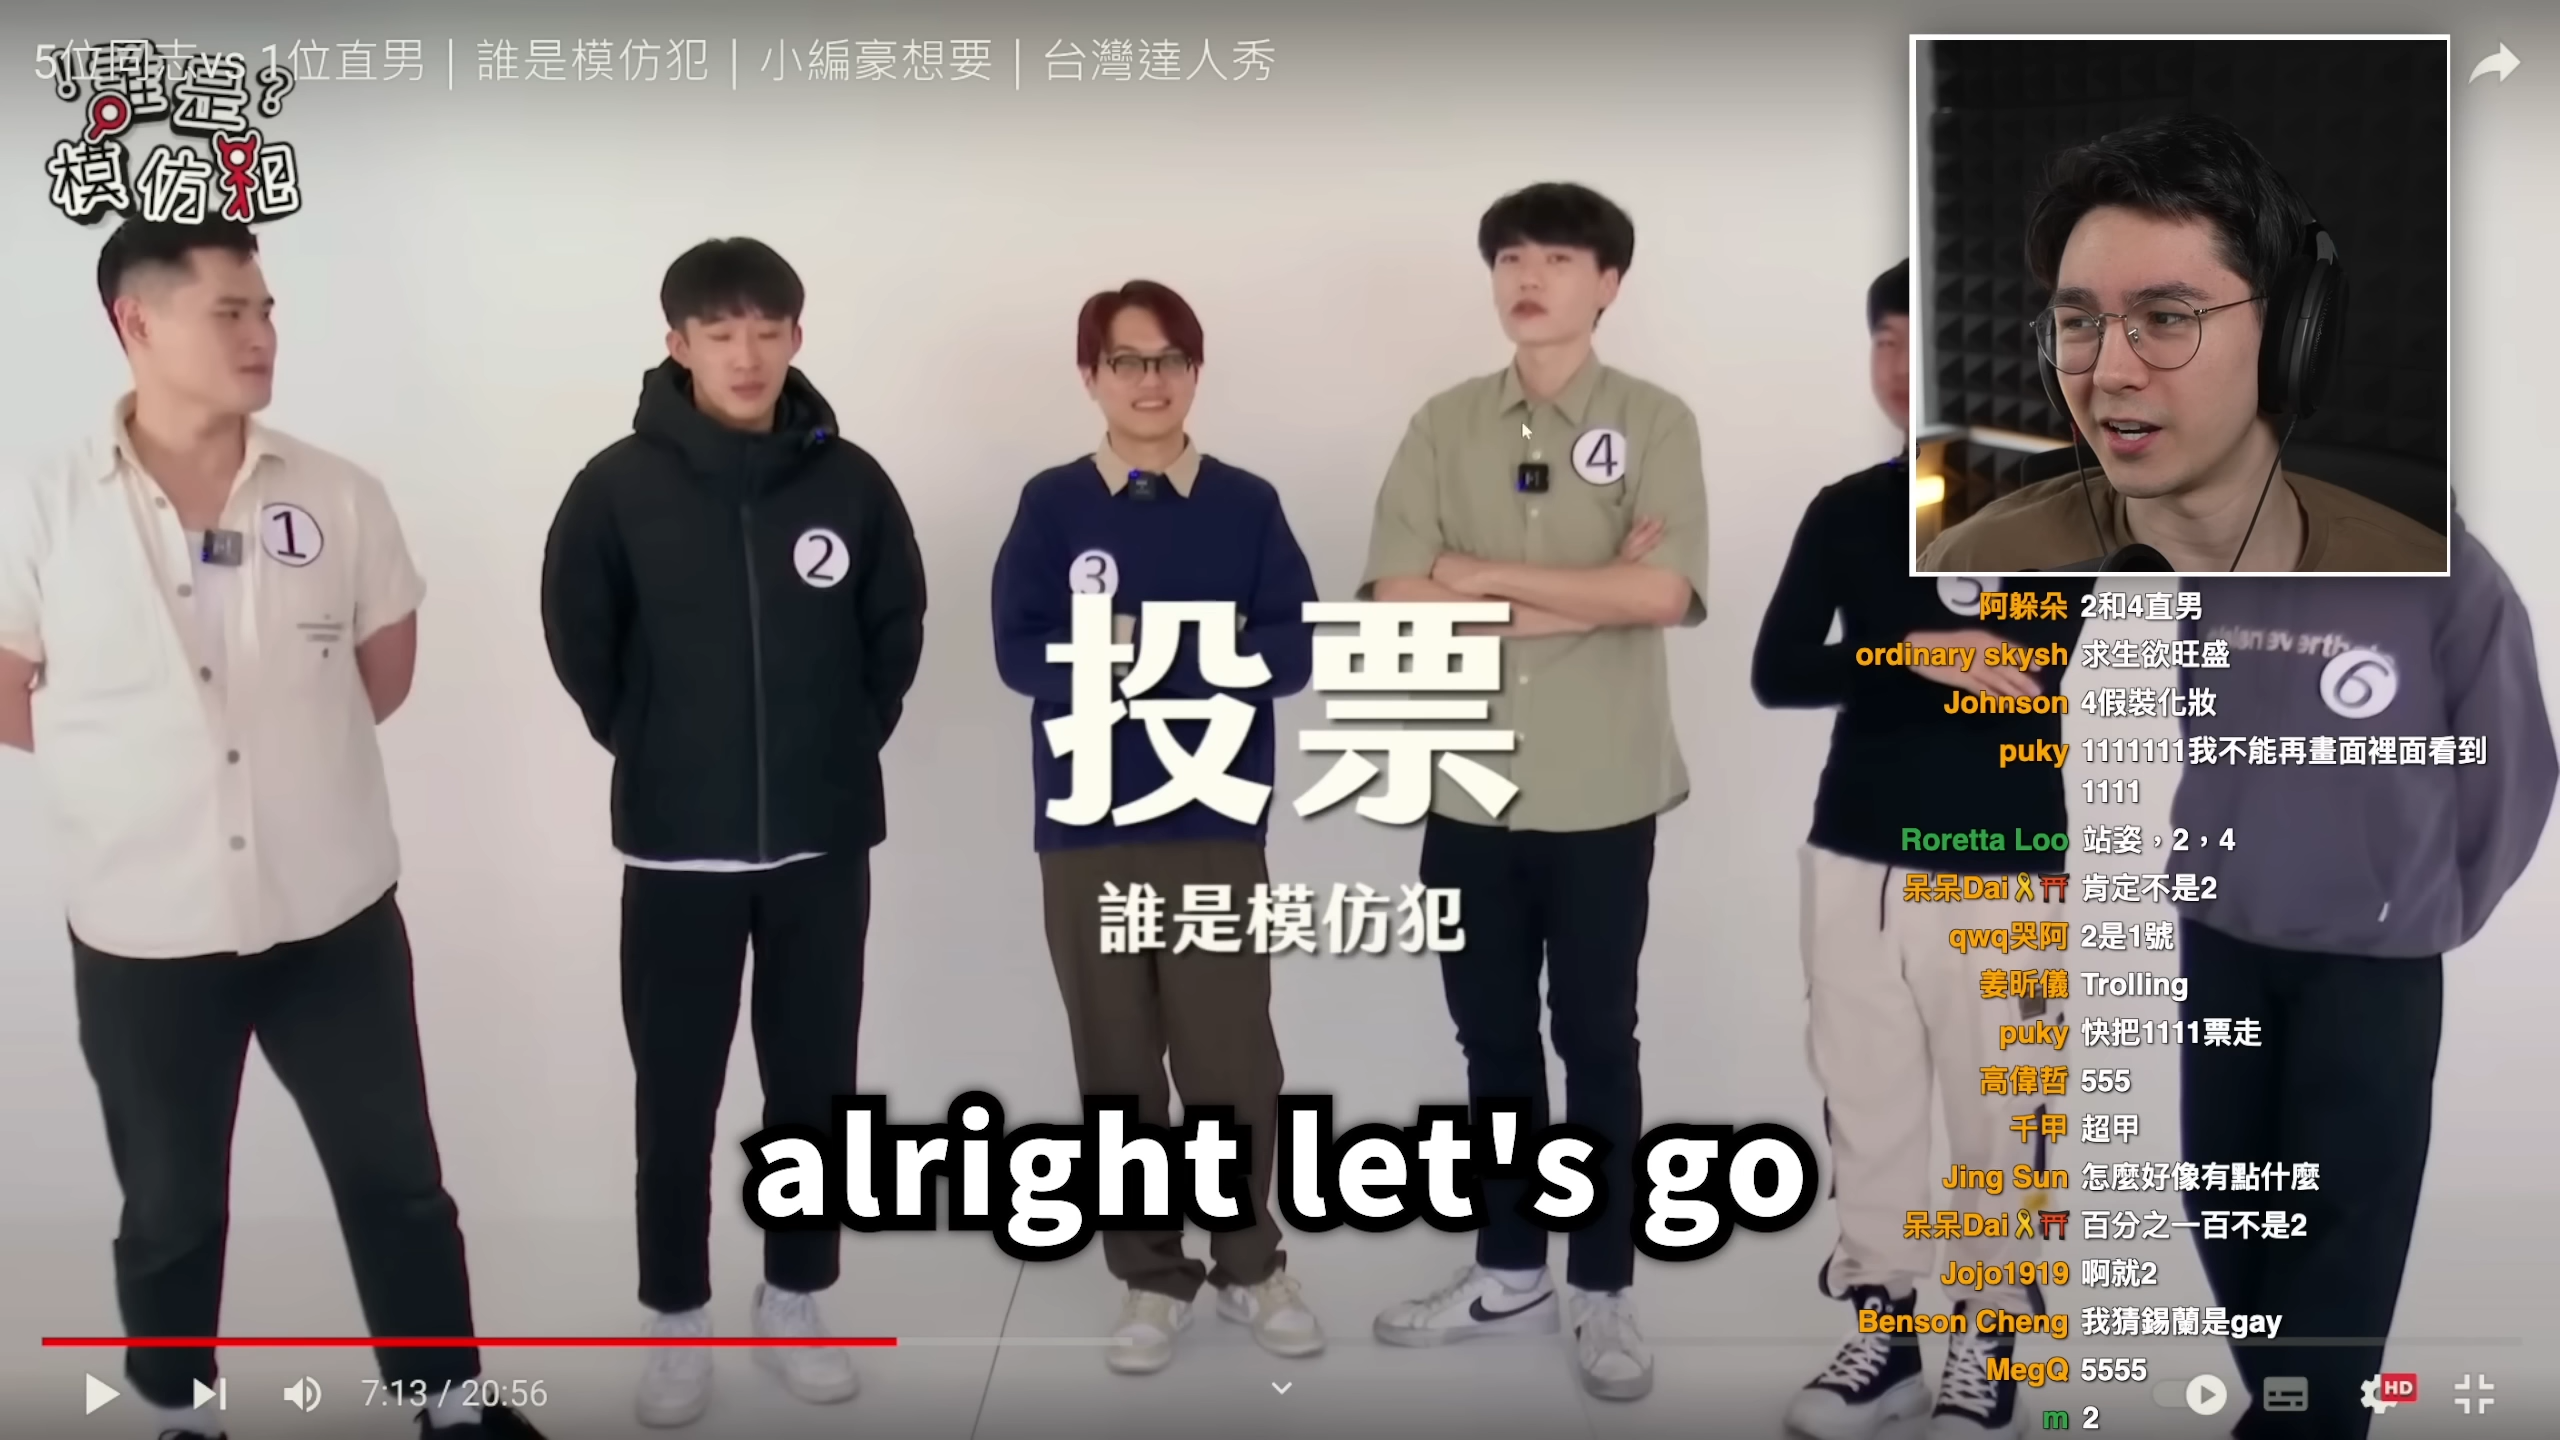 5位同志vs 1位直男｜誰是模仿犯｜小編豪想要｜台灣達人秀
!誰是?
模仿犯
1
2
3
4
5
6
投票
誰是模仿犯
alright let's go
阿躲朵 2和4直男
ordinary skysh 求生欲旺盛
Johnson 4假裝化妝
puky 1111111我不能再畫面裡面看到
1111
Roretta Loo 站姿，2，4
呆呆Dai🎗⛩ 肯定不是2
qwq哭阿 2是1號
姜昕儀 Trolling
puky 快把1111票走
高偉哲 555
千甲 超甲
Jing Sun 怎麼好像有點什麼
呆呆Dai🎗⛩ 百分之一百不是2
Jojo1919 啊就2
Benson Cheng 我猜錫蘭是gay
MegQ 5555
m 2
7:13 / 20:56
HD